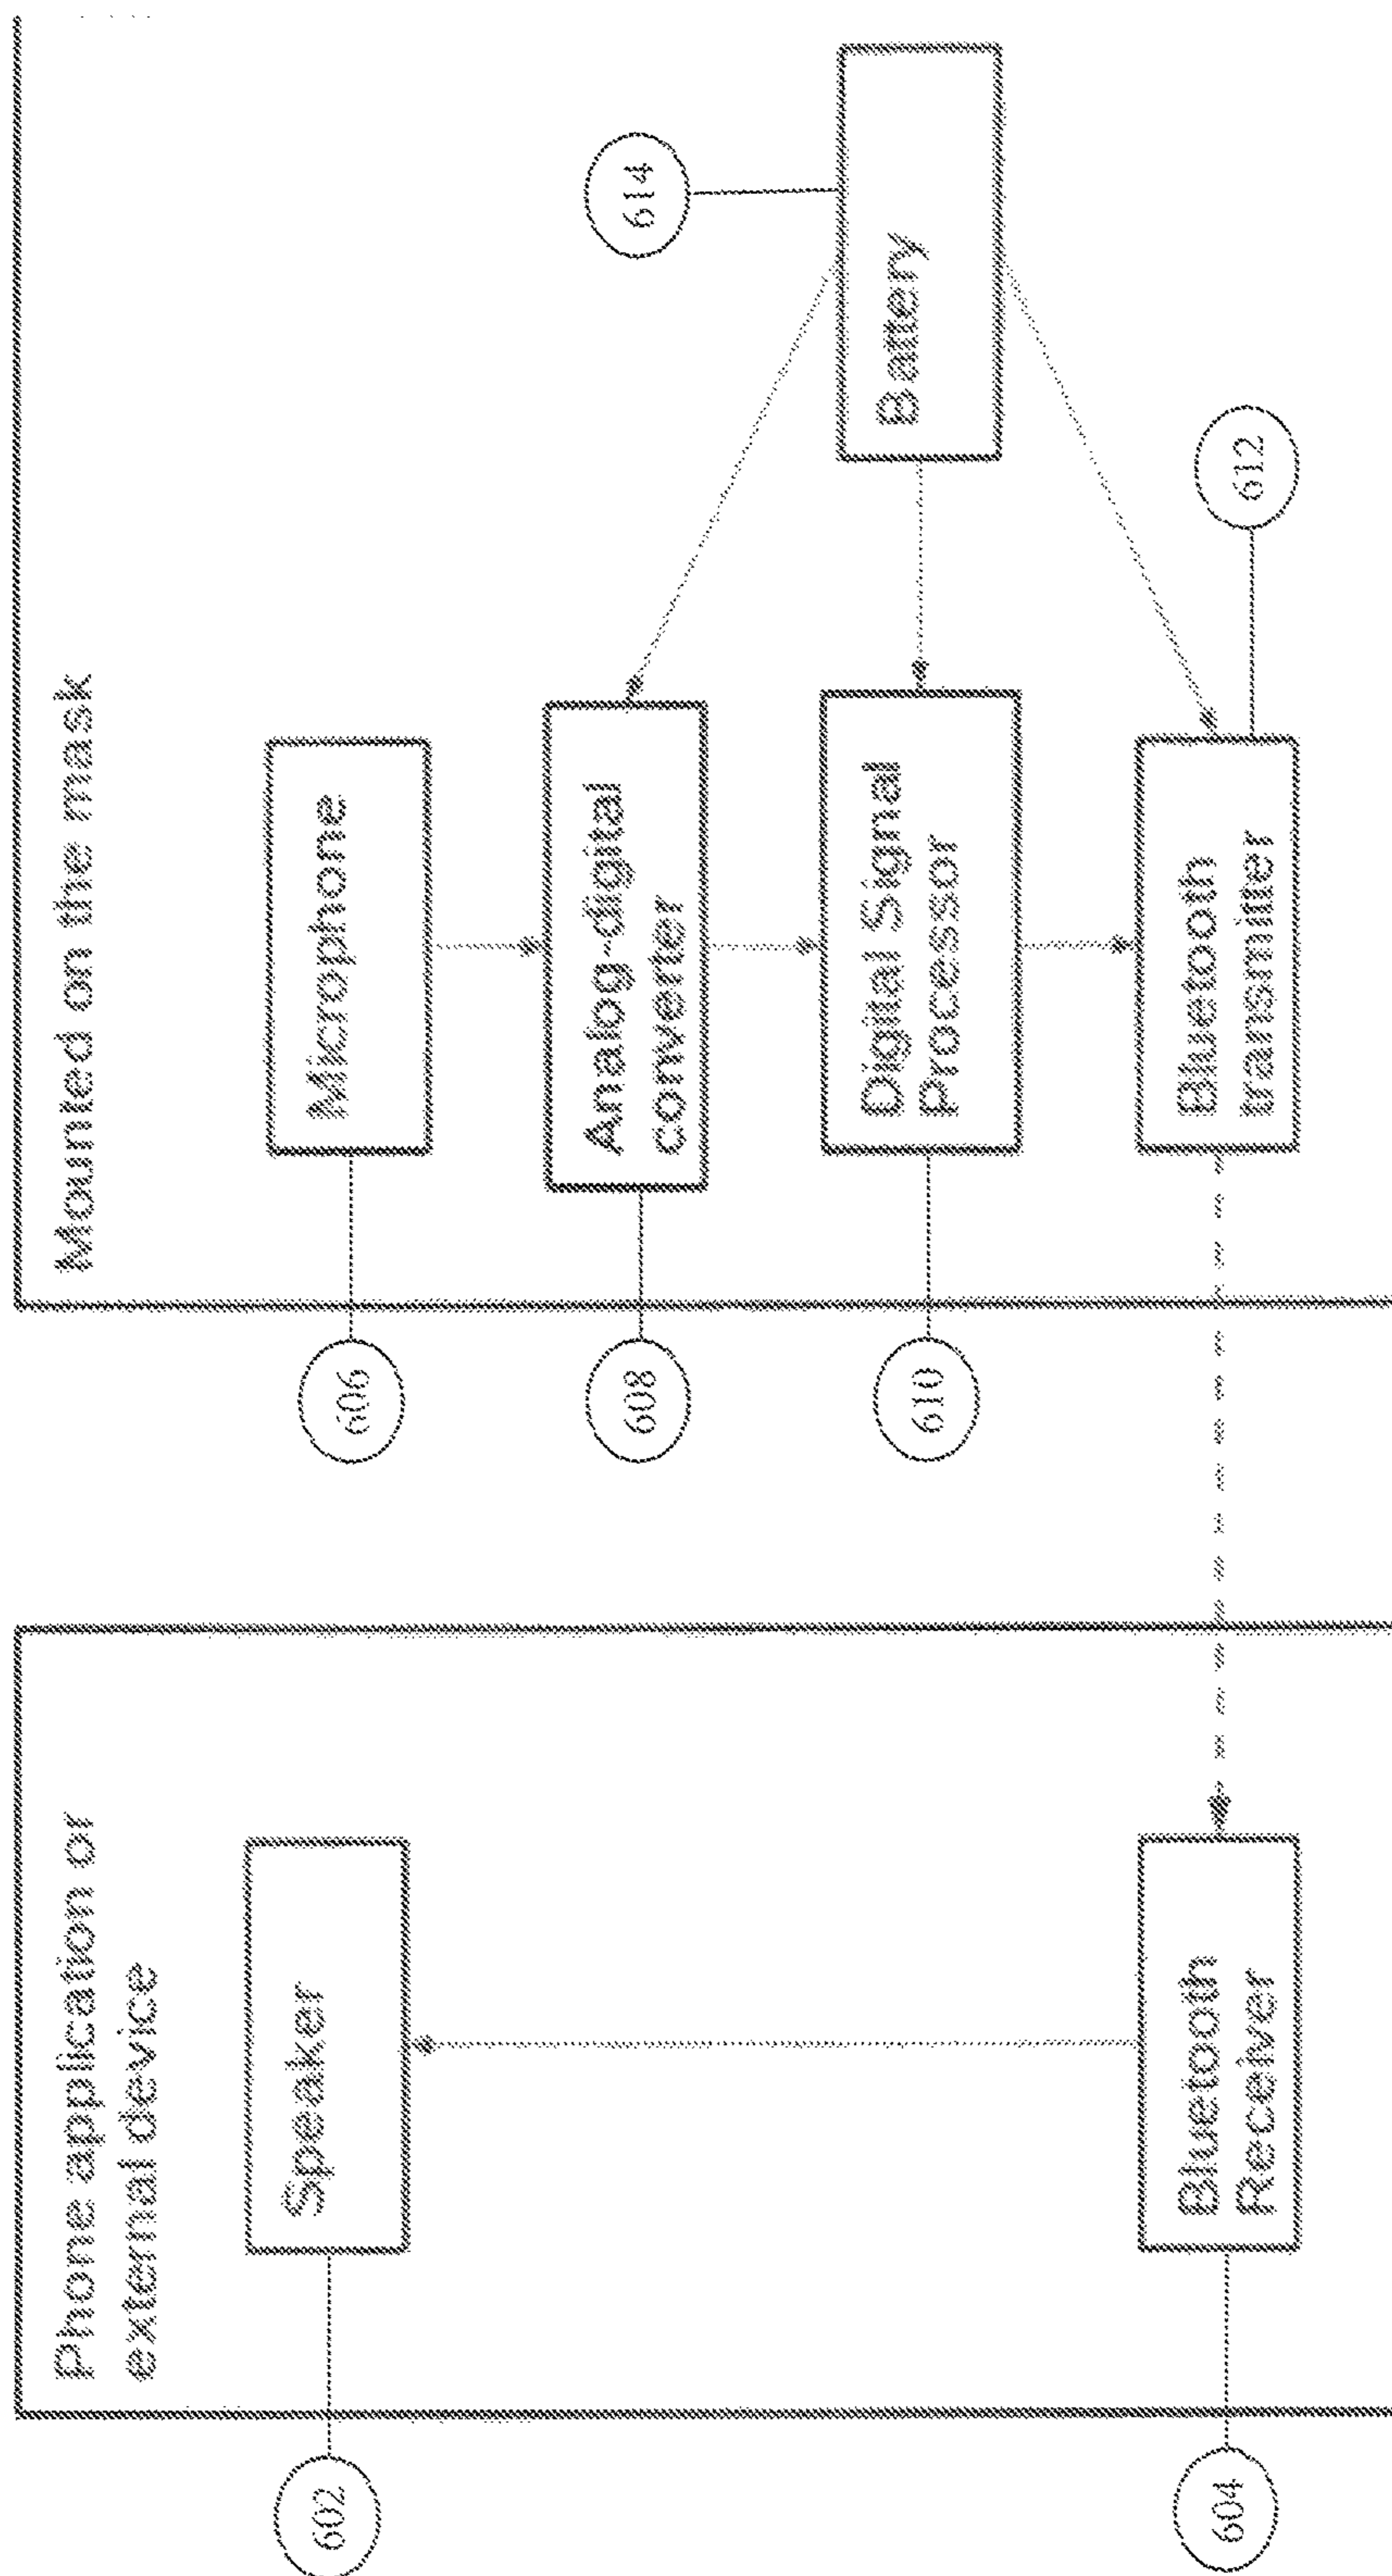 Phone application or
external device
602
Speaker
604
Bluetooth
Receiver
Mounted on the mask
606
Microphone
608
Analog-digital
converter
610
Digital Signal
Processor
Bluetooth
transmitter
612
Battery
614